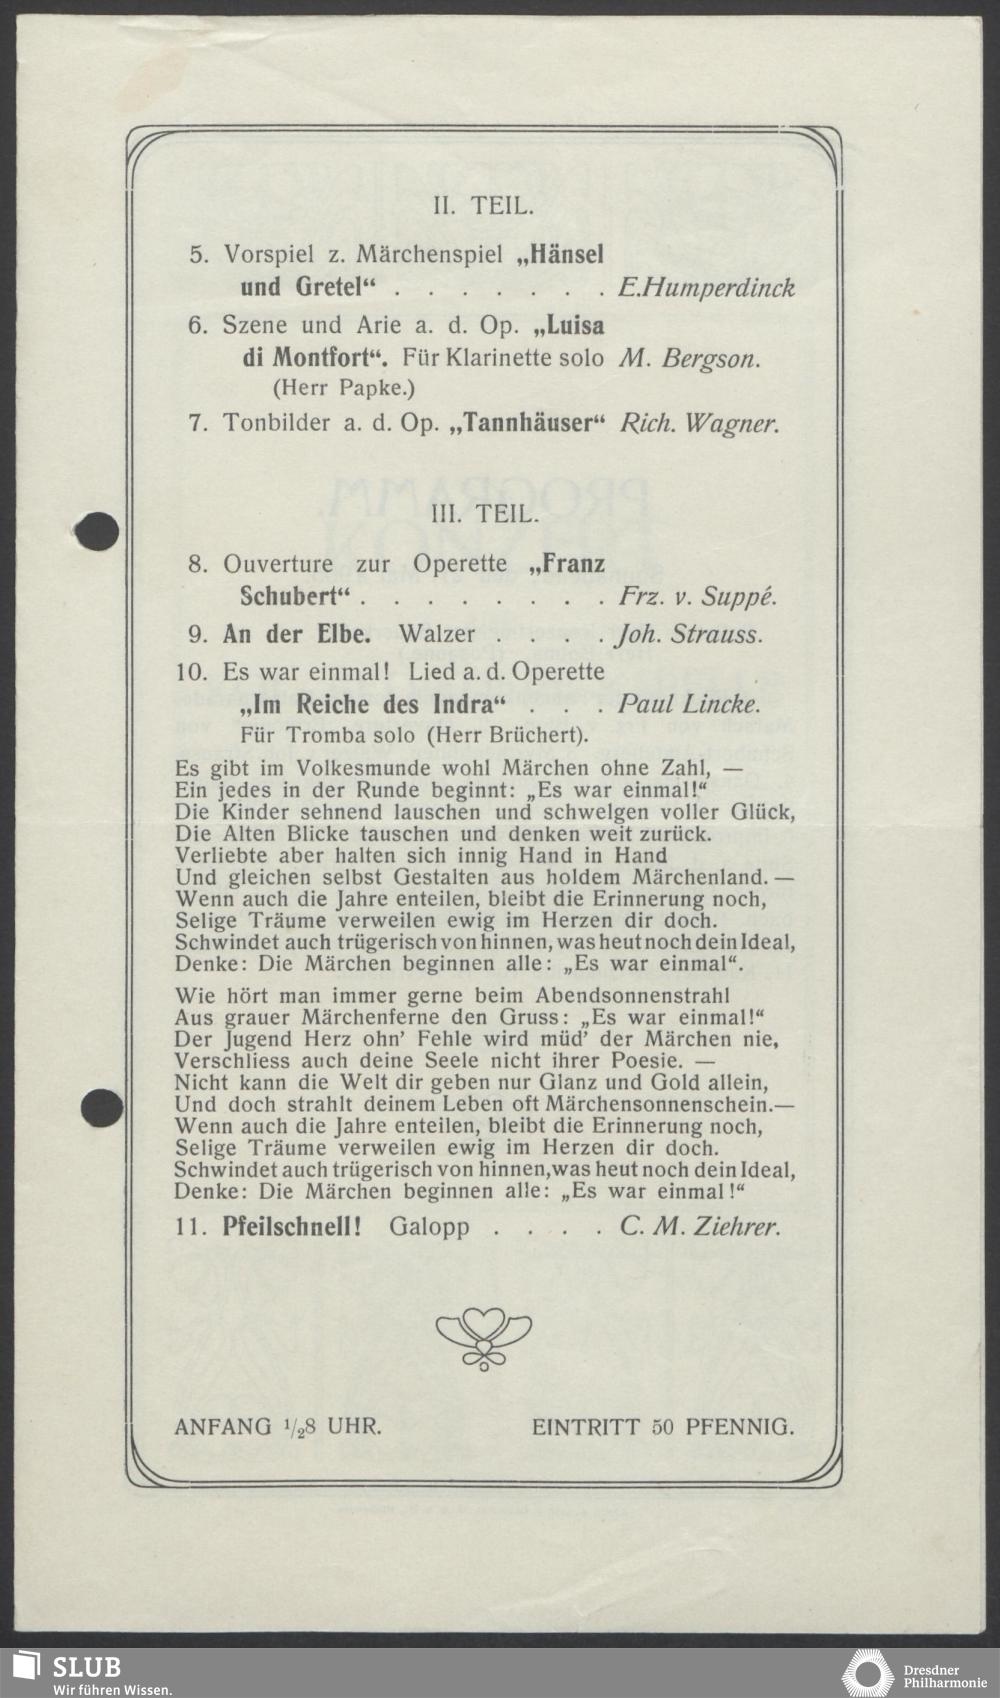 II. TEIL.
5. Vorspiel z. Märchenspiel „Hänsel
und Gretel“ . . . . . . . E.Humperdinck
6. Szene und Arie a. d. Op. „Luisa
di Montfort“. Für Klarinette solo M. Bergson.
(Herr Papke.)
7. Tonbilder a. d. Op. „Tannhäuser“ Rich. Wagner.
III. TEIL.
8. Ouverture zur Operette „Franz
Schubert“ . . . . . . . . Frz. v. Suppé.
9. An der Elbe. Walzer . . . . Joh. Strauss.
10. Es war einmal! Lied a. d. Operette
„Im Reiche des Indra“ . . . Paul Lincke.
Für Tromba solo (Herr Brüchert).
Es gibt im Volkesmunde wohl Märchen ohne Zahl, —
Ein jedes in der Runde beginnt: „Es war einmal!“
Die Kinder sehnend lauschen und schwelgen voller Glück,
Die Alten Blicke tauschen und denken weit zurück.
Verliebte aber halten sich innig Hand in Hand
Und gleichen selbst Gestalten aus holdem Märchenland. —
Wenn auch die Jahre enteilen, bleibt die Erinnerung noch,
Selige Träume verweilen ewig im Herzen dir doch.
Schwindet auch trügerisch von hinnen, was heut noch dein Ideal,
Denke: Die Märchen beginnen alle: „Es war einmal“.
Wie hört man immer gerne beim Abendsonnenstrahl
Aus grauer Märchenferne den Gruss: „Es war einmal!“
Der Jugend Herz ohn’ Fehle wird müd’ der Märchen nie,
Verschliess auch deine Seele nicht ihrer Poesie. —
Nicht kann die Welt dir geben nur Glanz und Gold allein,
Und doch strahlt deinem Leben oft Märchensonnenschein.—
Wenn auch die Jahre enteilen, bleibt die Erinnerung noch,
Selige Träume verweilen ewig im Herzen dir doch.
Schwindet auch trügerisch von hinnen,was heut noch dein Ideal,
Denke: Die Märchen beginnen alle: „Es war einmal!“
11. Pfeilschnell! Galopp . . . . C. M. Ziehrer.
ANFANG 1/28 UHR. EINTRITT 50 PFENNIG.
SLUB
Wir führen Wissen.
Dresdner
Philharmonie